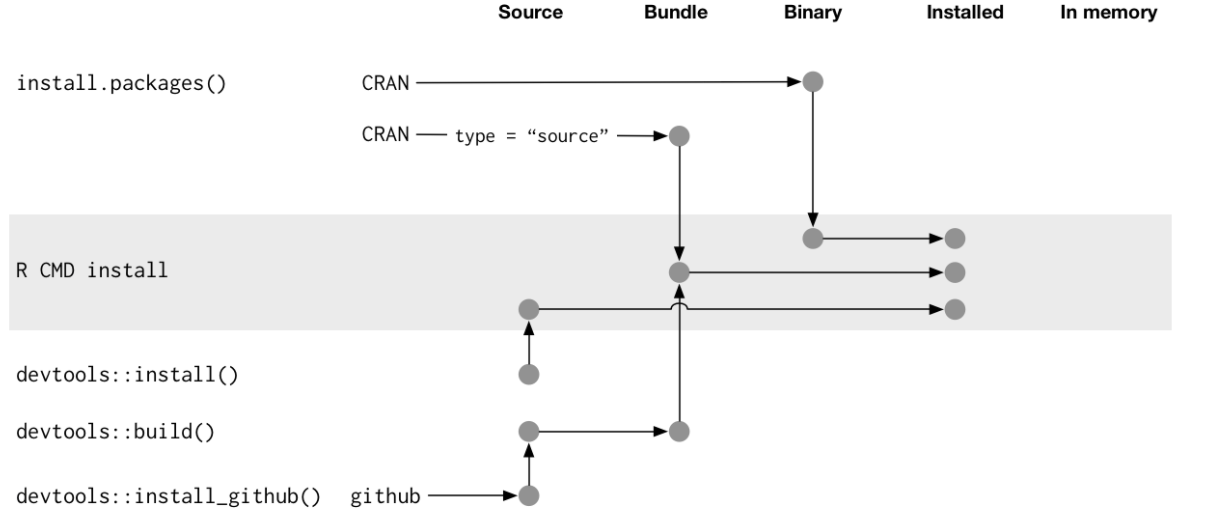 Source Bundle Binary Installed In memory
install.packages() CRAN
CRAN type = “source”
R CMD install
devtools::install()
devtools::build()
devtools::install_github() github